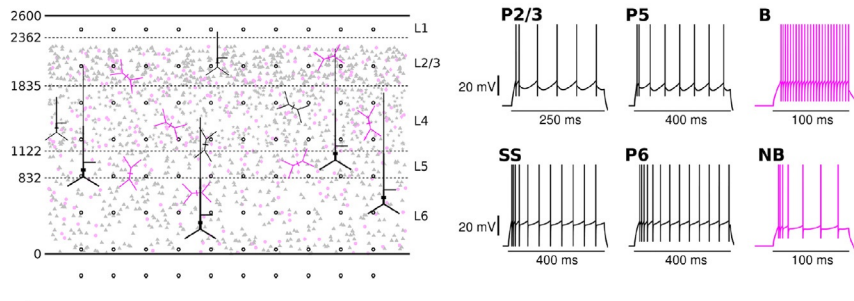 2600
2362
1835
1122
832
0
L1
L2/3
L4
L5
L6
P2/3
P5
B
20 mV
250 ms
400 ms
100 ms
SS
P6
NB
20 mV
400 ms
400 ms
100 ms